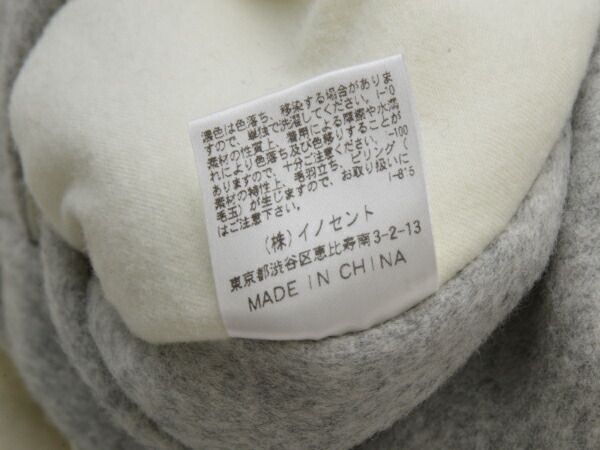 濃色は色落ち、移染する場合がありま
すので、単独で洗濯してください。1-0
素材の性質上、着用による摩擦や水濡
れにより色落ち及び色移りすることが
ありますので、十分ご注意ください。-100
素材の特性上、毛羽立ち、ピリング(
毛玉)が生じますので、お取り扱いに
はご注意下さい。 1-8*5
(株)イノセント
東京都渋谷区恵比寿南3-2-13
MADE IN CHINA